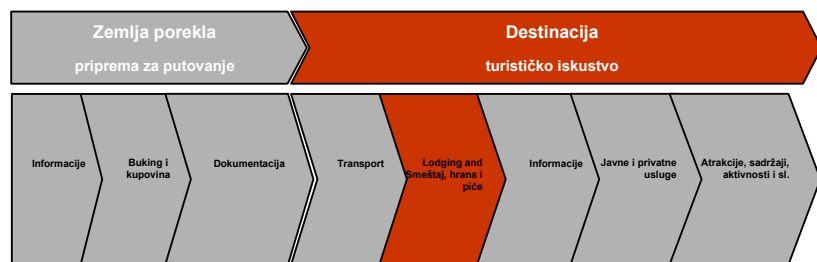 Zemlja porekla
priprema za putovanje
Destinacija
turističko iskustvo
Informacije
Buking i
kupovina
Dokumentacija
Transport
Lodging and
Smeštaj, hrana i
piće
Informacije
Javne i privatne
usluge
Atrakcije, sadržaji,
aktivnosti i sl.